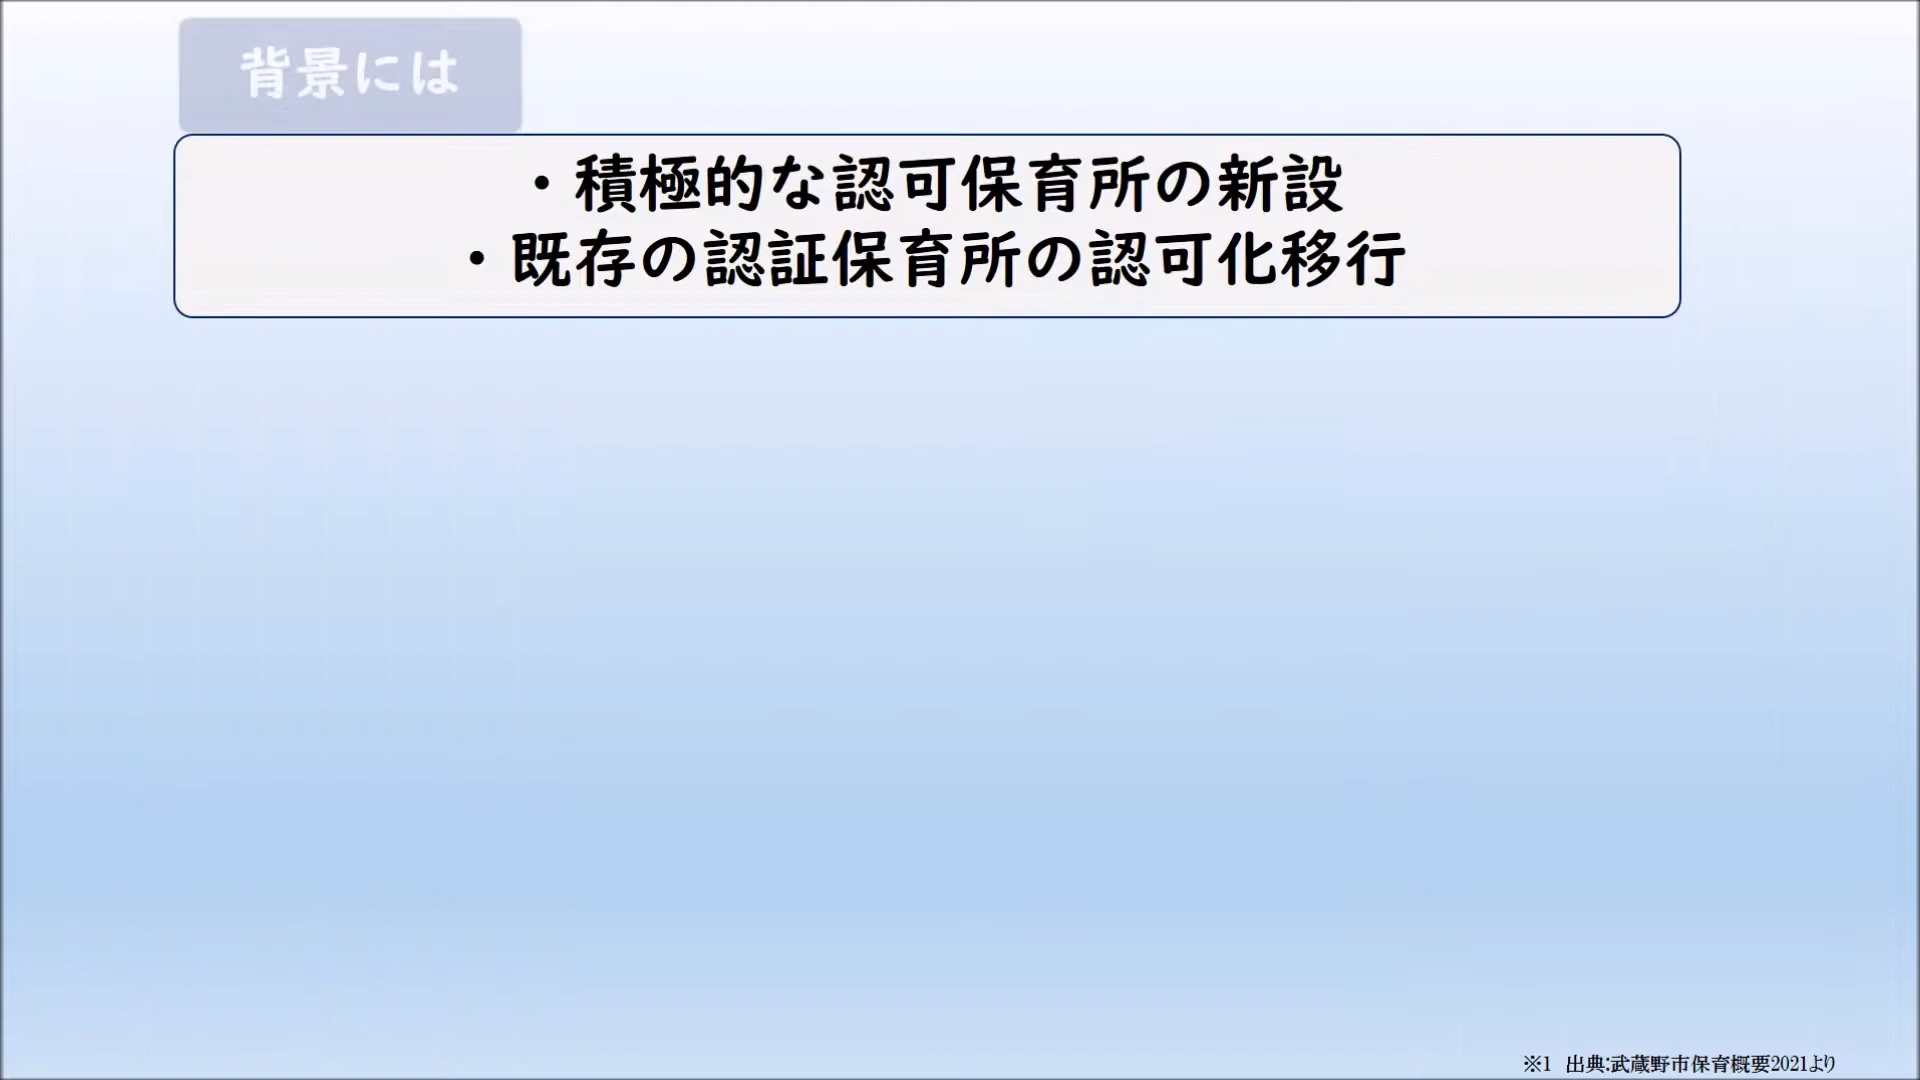 背景には
・積極的な認可保育所の新設
・既存の認証保育所の認可化移行
※1 出典:武蔵野市保育概要2021より